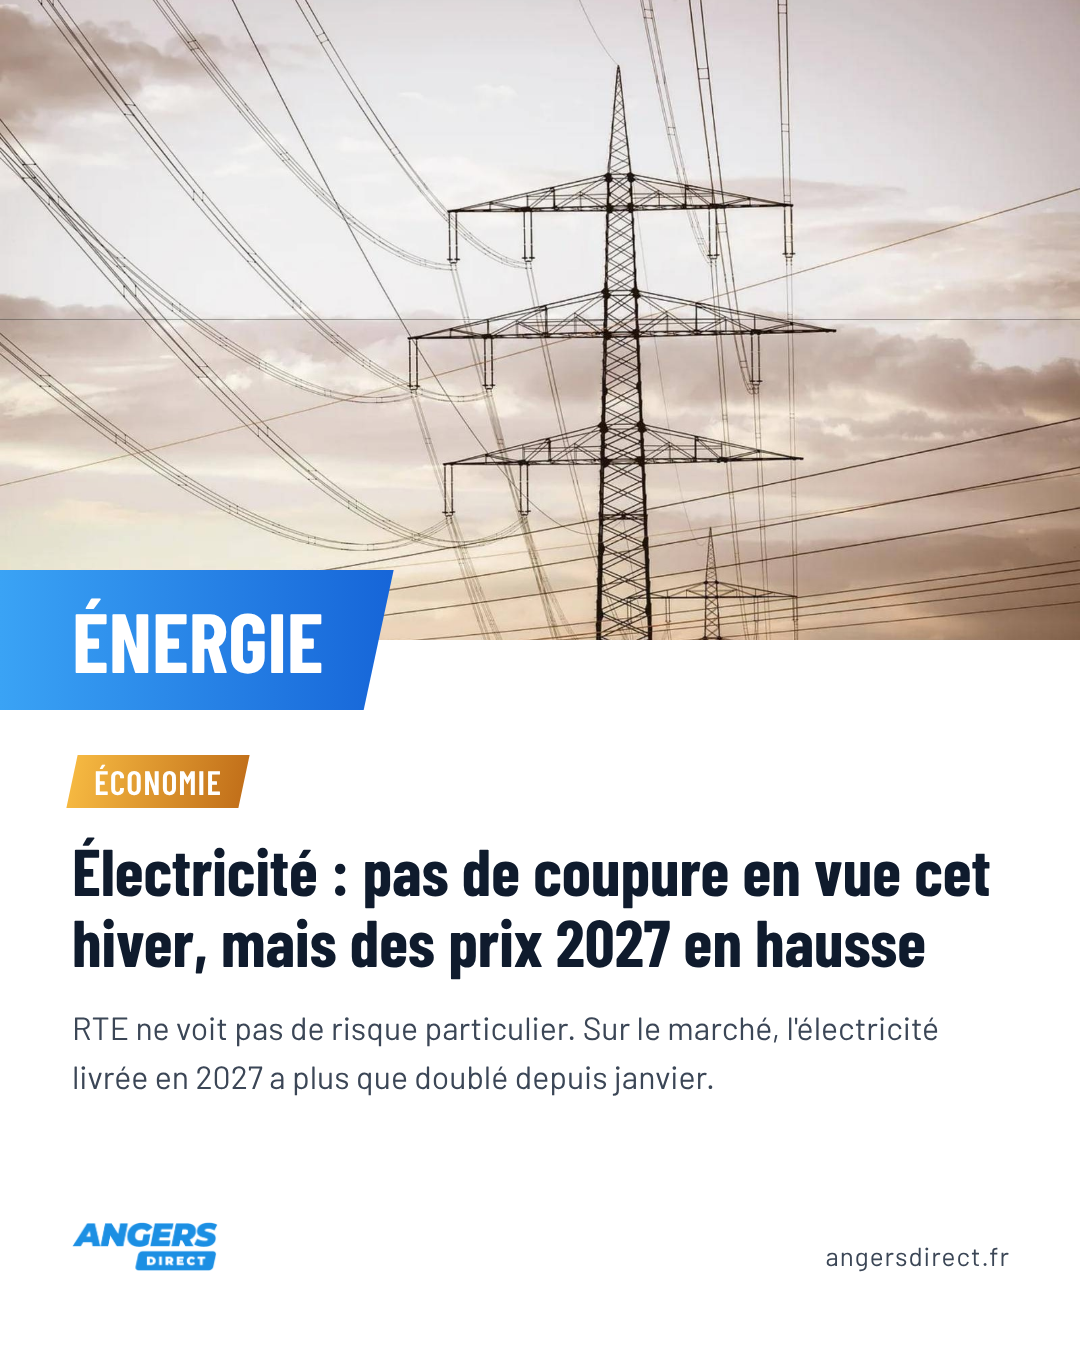 ÉNERGIE
ÉCONOMIE
Électricité : pas de coupure en vue cet
hiver, mais des prix 2027 en hausse
RTE ne voit pas de risque particulier. Sur le marché, l'électricité
livrée en 2027 a plus que doublé depuis janvier.
ANGERS
DIRECT
angersdirect.fr